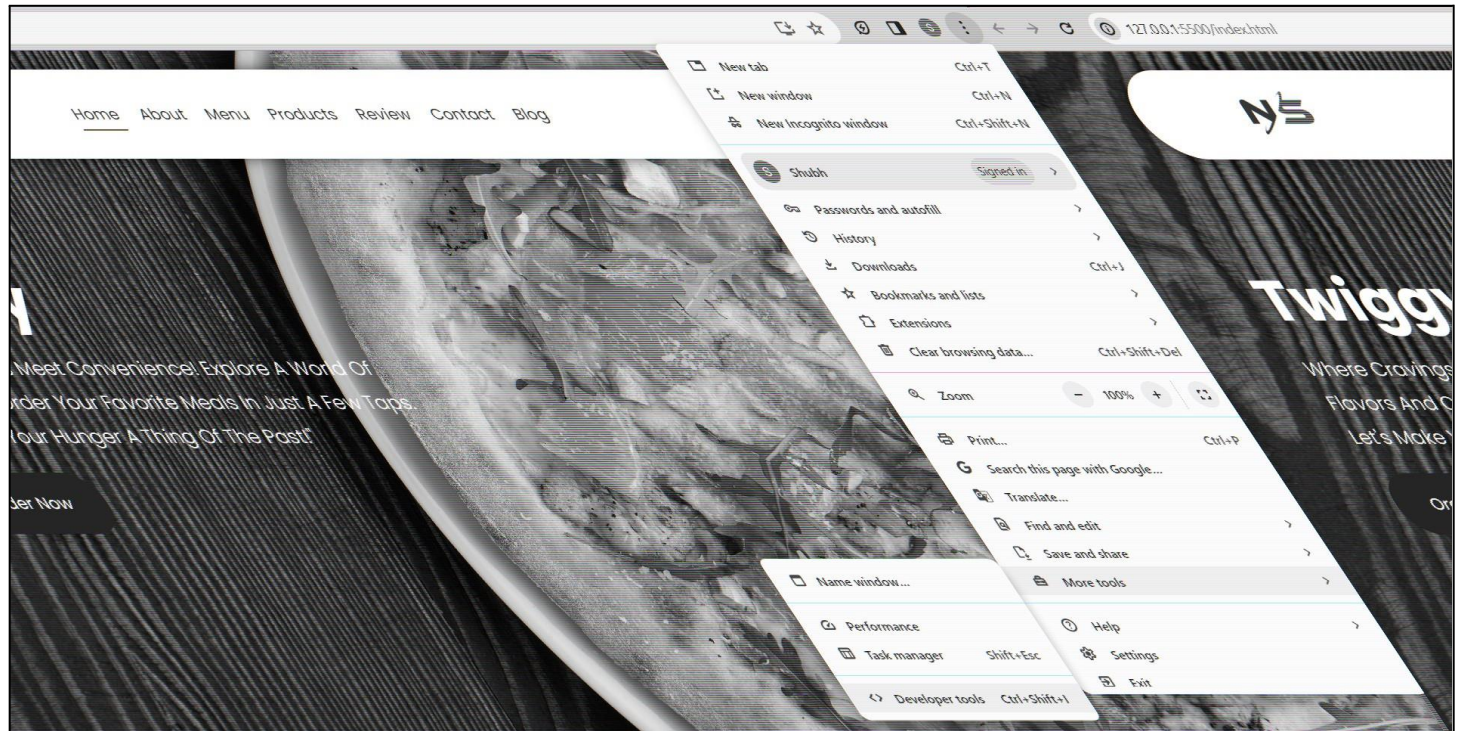 127.0.0.1:5500/index.html
Home About Menu Products Review Contact Blog
NS
New tab Ctrl+T
New window Ctrl+N
New Incognito window Ctrl+Shift+N
S Shubh Signed in
Passwords and autofill
History
Downloads Ctrl+J
Bookmarks and lists
Extensions
Clear browsing data... Ctrl+Shift+Del
Zoom - 100% +
Print... Ctrl+P
G Search this page with Google...
Translate...
Find and edit
Save and share
More tools
Help
Settings
Exit
Name window...
Performance
Task manager Shift+Esc
Developer tools Ctrl+Shift+I
Meet Convenience! Explore A World Of
Your Favorite Meals In Just A Few Taps.
Your Hunger A Thing Of The Past!"
Now
Twiggy
Where Cravings
Flavors And
Let's Make